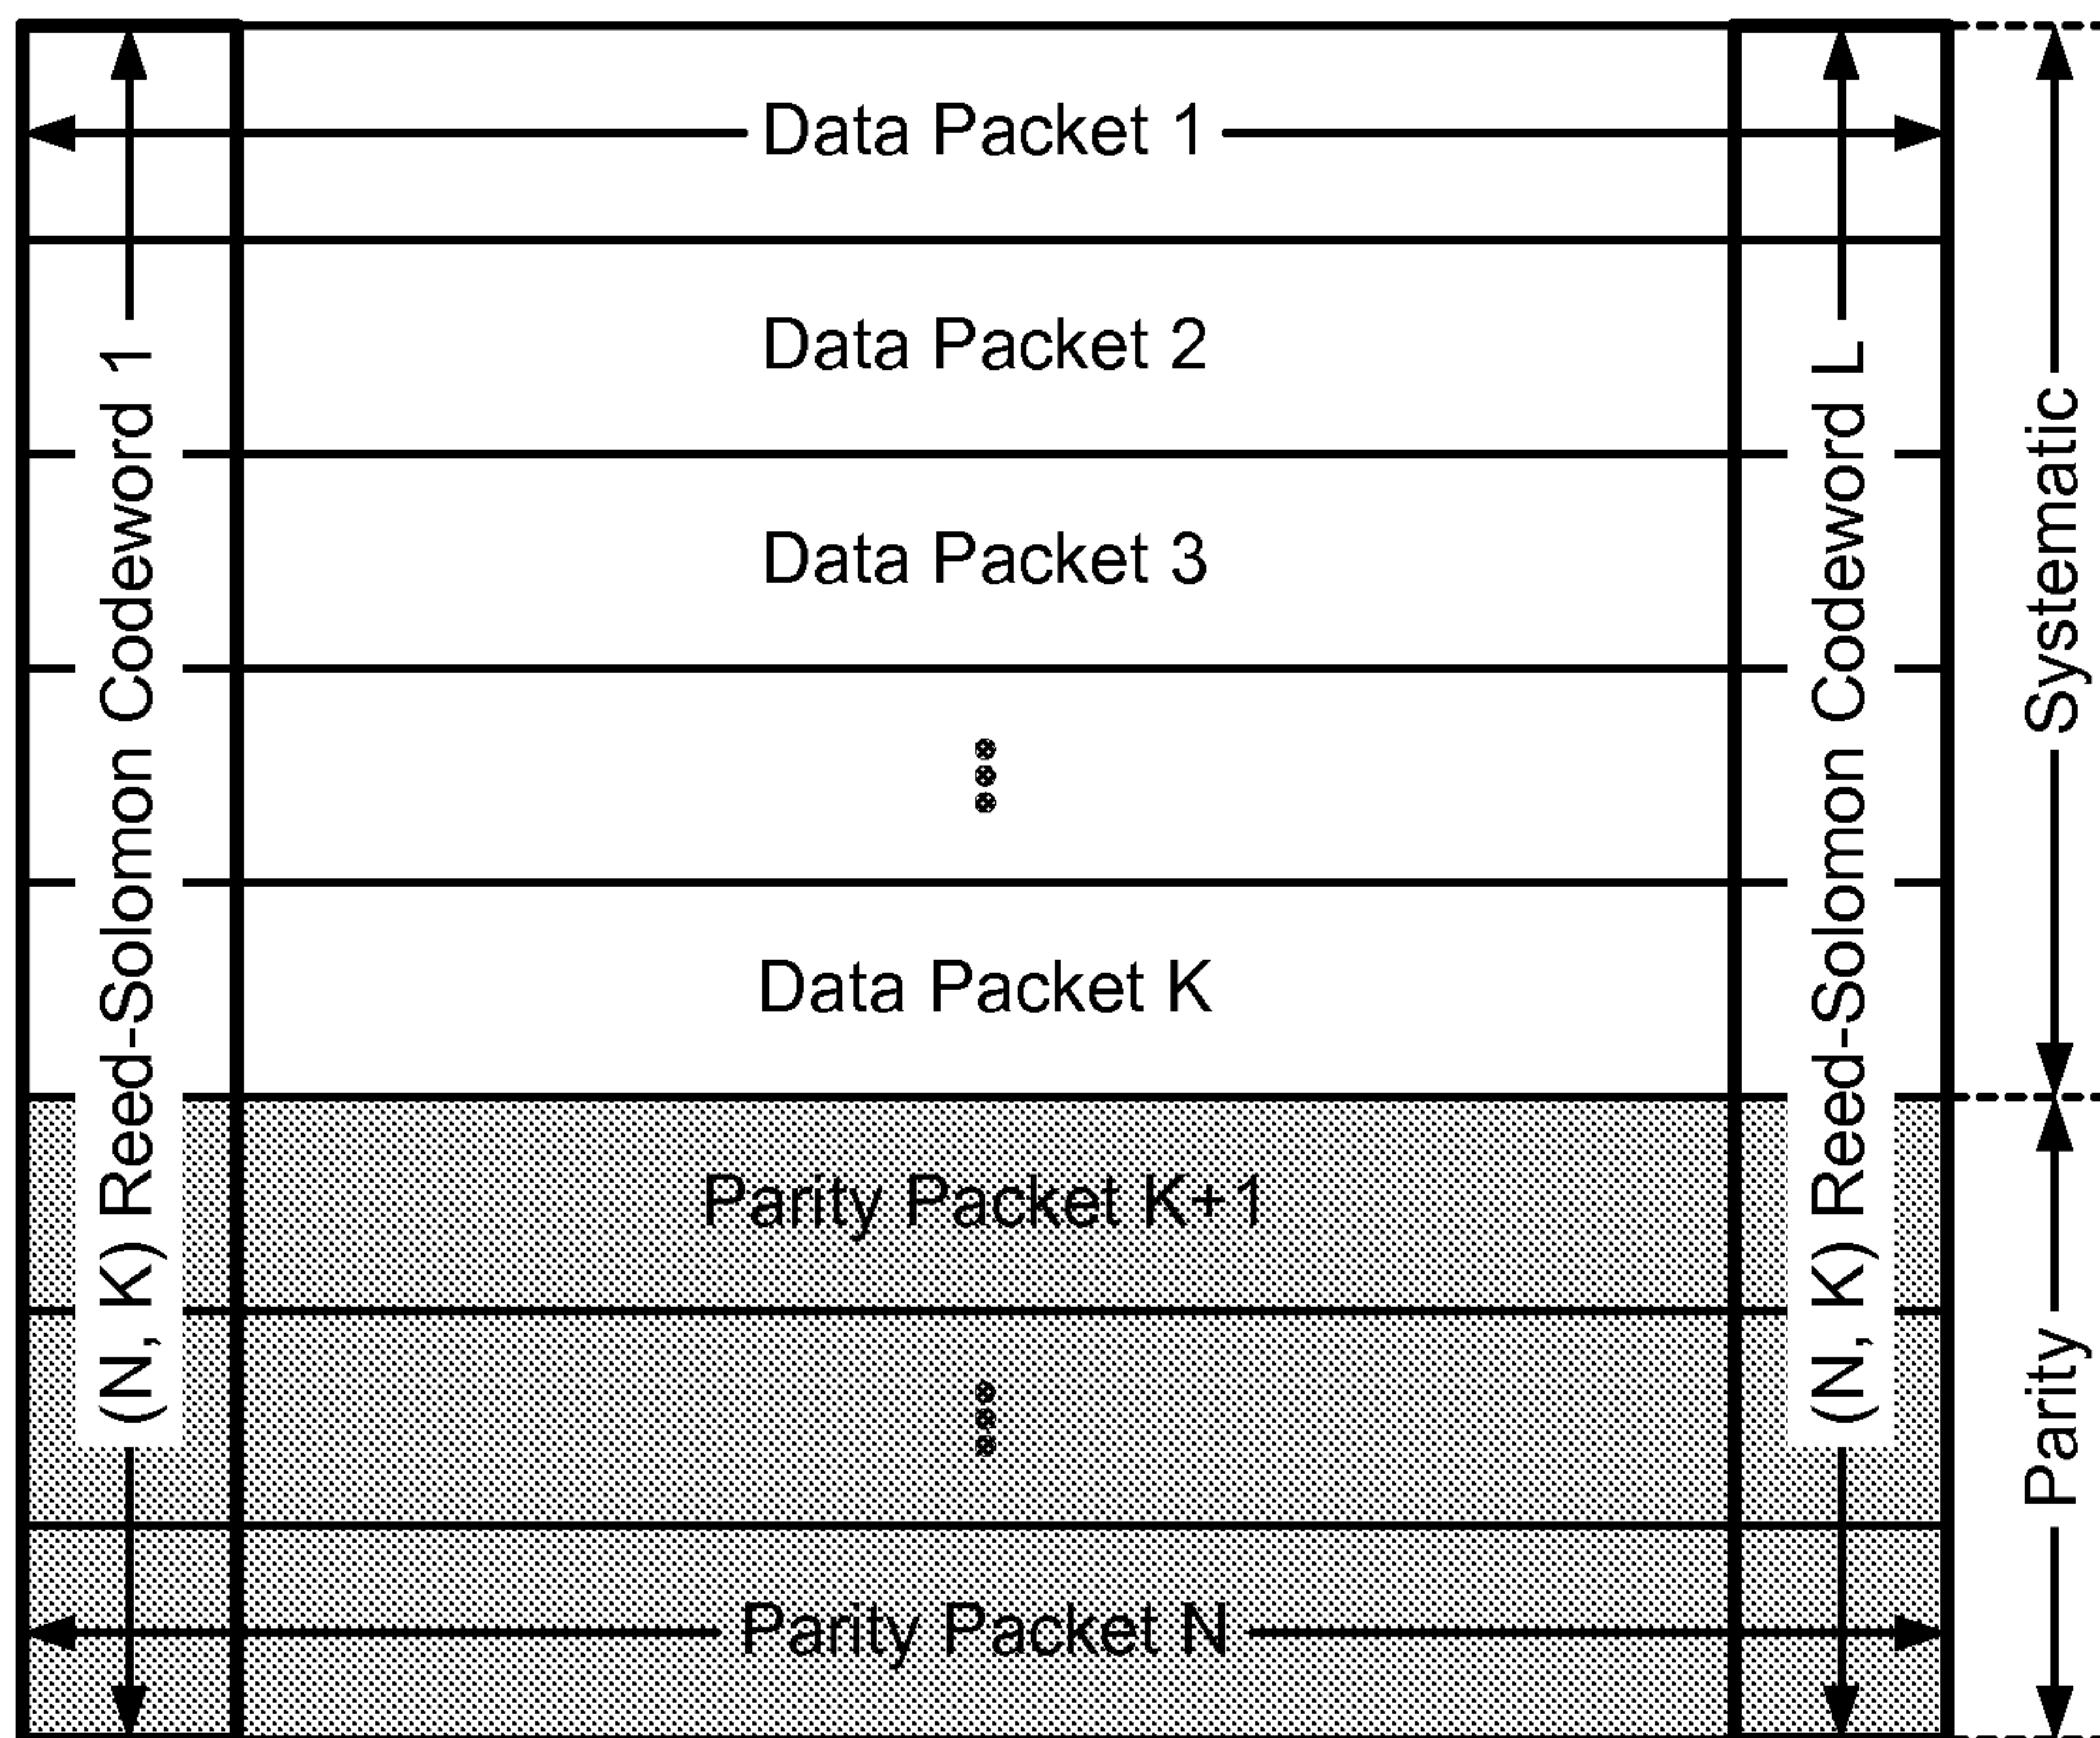 Data Packet 1
Data Packet 2
Data Packet 3
Data Packet K
Parity Packet K+1
Parity Packet N
(N, K) Reed-Solomon Codeword 1
(N, K) Reed-Solomon Codeword L
Systematic
Parity